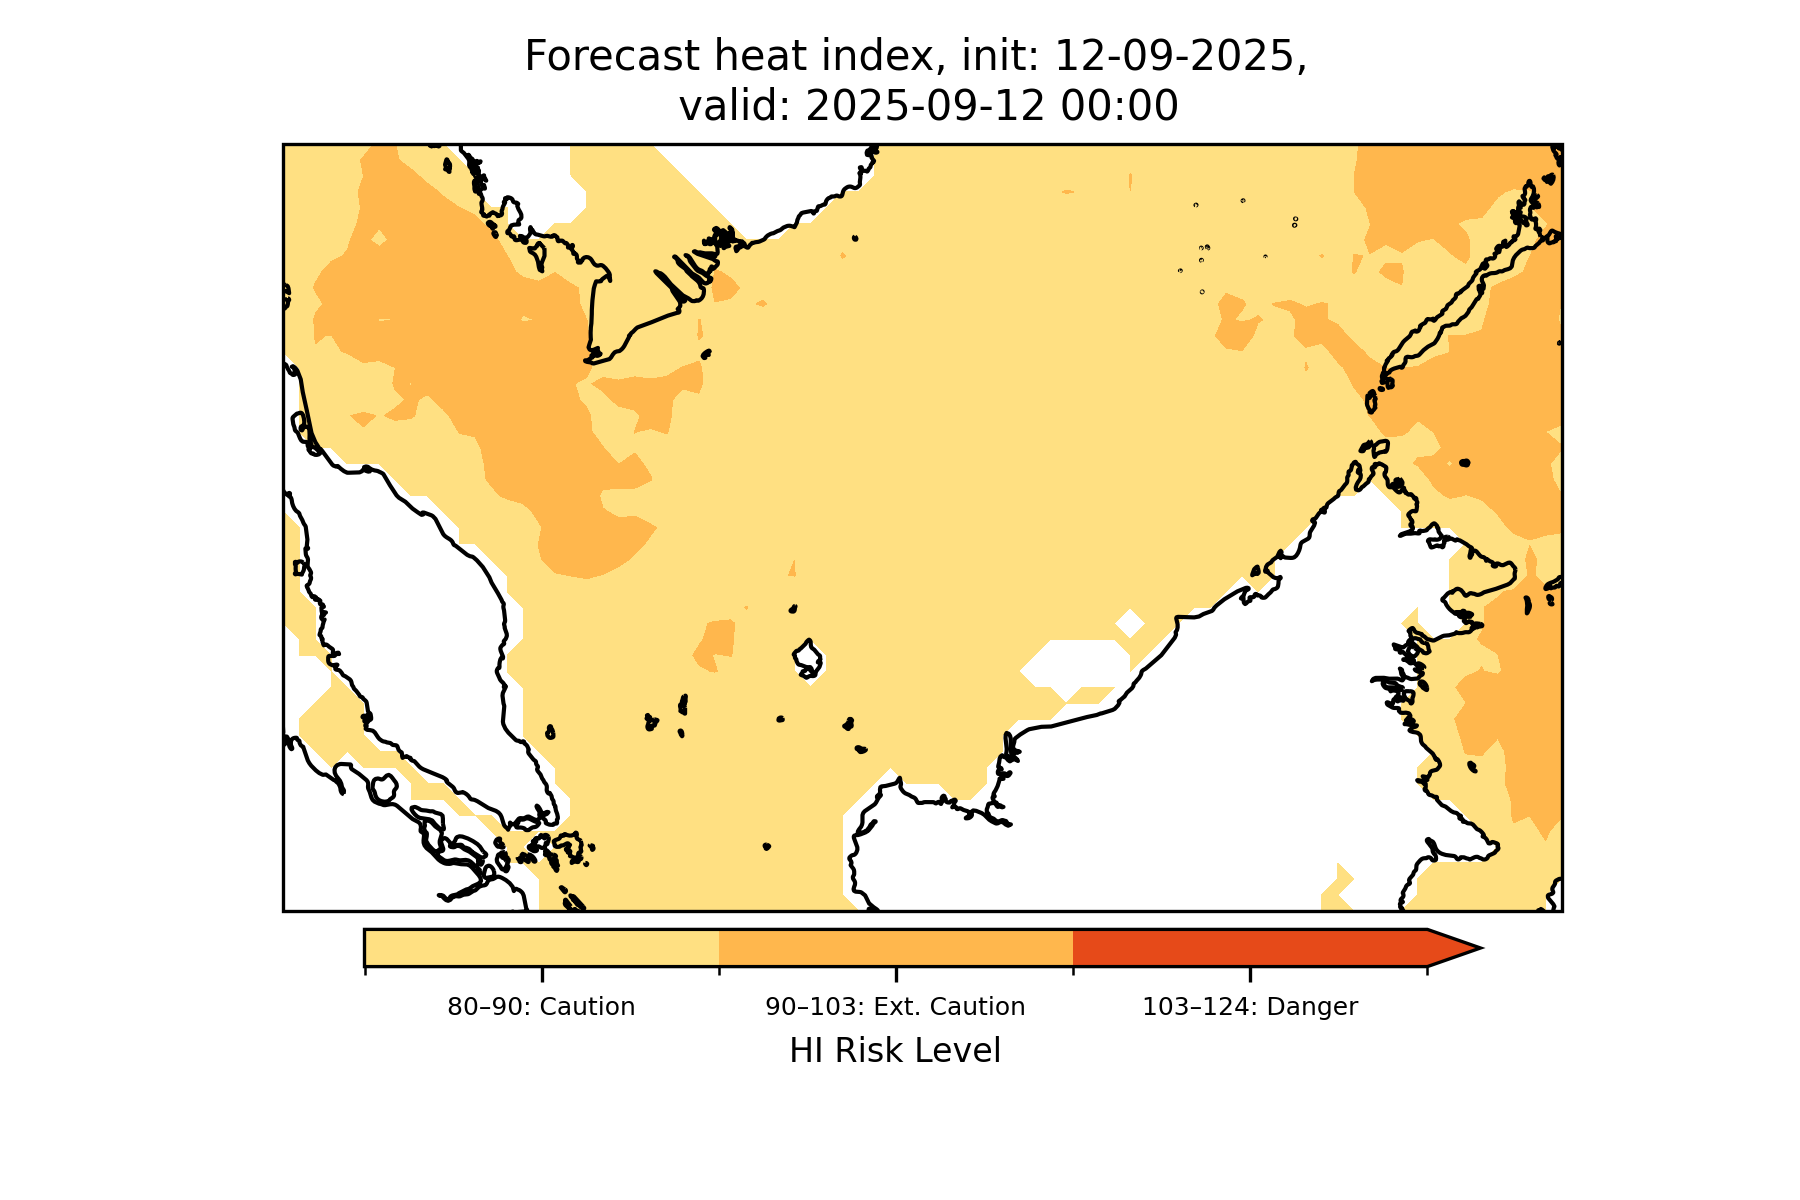 Forecast heat index, init: 12-09-2025,
valid: 2025-09-12 00:00
80–90: Caution
90–103: Ext. Caution
103–124: Danger
HI Risk Level